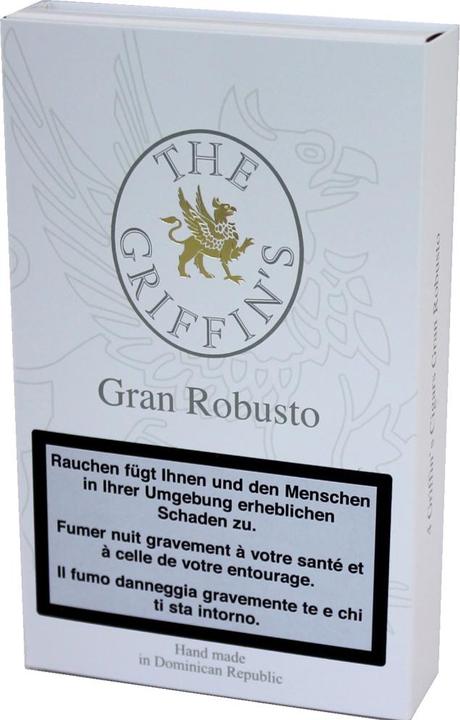 THE
GRIFFIN'S
Gran Robusto
Rauchen fügt Ihnen und den Menschen
in Ihrer Umgebung erheblichen
Schaden zu.
Fumer nuit gravement à votre santé et
à celle de votre entourage.
Il fumo danneggia gravemente te e chi
ti sta intorno.
Hand made
in Dominican Republic
4 Griffin's Cigars Gran Robusto